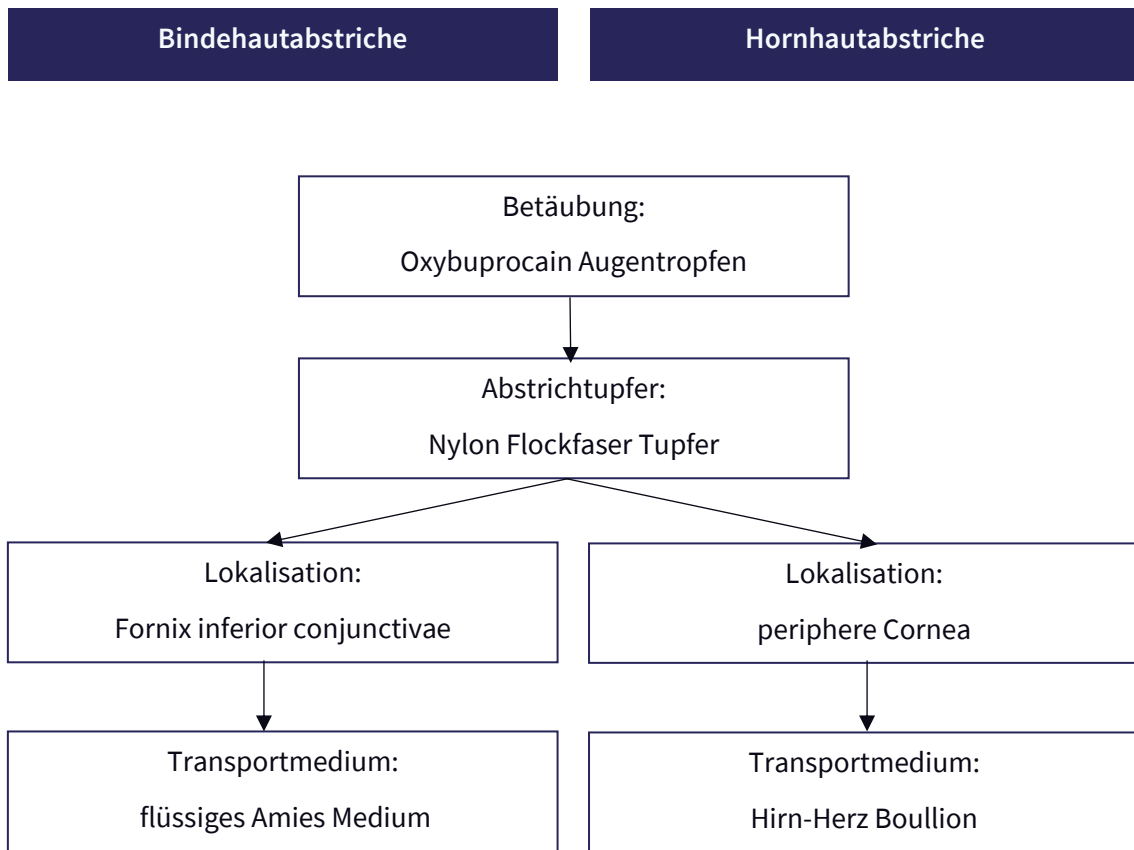 Bindehautabstriche
Hornhautabstriche
Betäubung:
Oxybuprocain Augentropfen
Abstrichtupfer:
Nylon Flockfaser Tupfer
Lokalisation:
Fornix inferior conjunctivae
Lokalisation:
periphere Cornea
Transportmedium:
flüssiges Amies Medium
Transportmedium:
Hirn-Herz Boullion